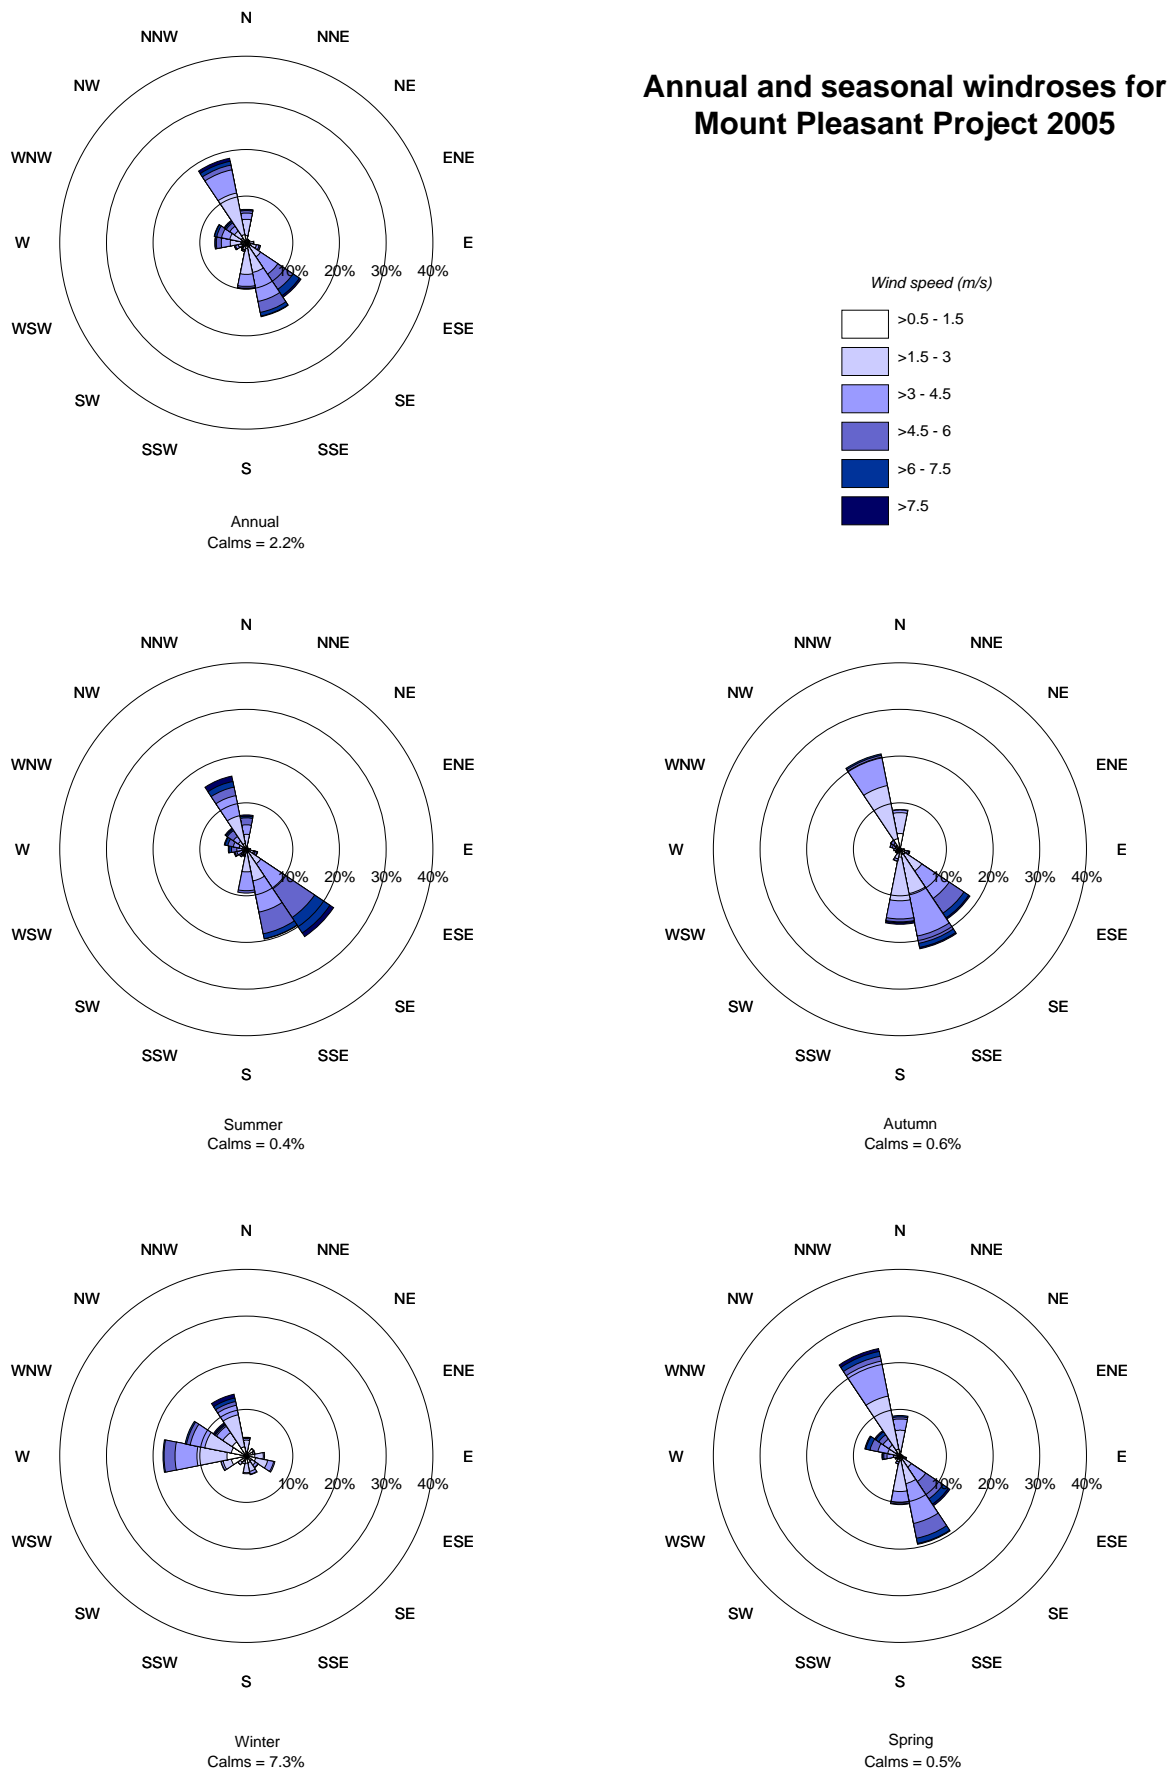 Annual and seasonal windroses for
Mount Pleasant Project 2005
N
NNW
NNE
NW
NE
WNW
ENE
W
E
10%
20%
30%
40%
WSW
ESE
SW
SE
SSW
SSE
S
Annual
Calms = 2.2%
Wind speed (m/s)
>0.5 - 1.5
>1.5 - 3
>3 - 4.5
>4.5 - 6
>6 - 7.5
>7.5
N
NNW
NNE
NW
NE
WNW
ENE
W
E
10%
20%
30%
40%
WSW
ESE
SW
SE
SSW
SSE
S
Summer
Calms = 0.4%
N
NNW
NNE
NW
NE
WNW
ENE
W
E
10%
20%
30%
40%
WSW
ESE
SW
SE
SSW
SSE
S
Autumn
Calms = 0.6%
N
NNW
NNE
NW
NE
WNW
ENE
W
E
10%
20%
30%
40%
WSW
ESE
SW
SE
SSW
SSE
S
Winter
Calms = 7.3%
N
NNW
NNE
NW
NE
WNW
ENE
W
E
10%
20%
30%
40%
WSW
ESE
SW
SE
SSW
SSE
S
Spring
Calms = 0.5%